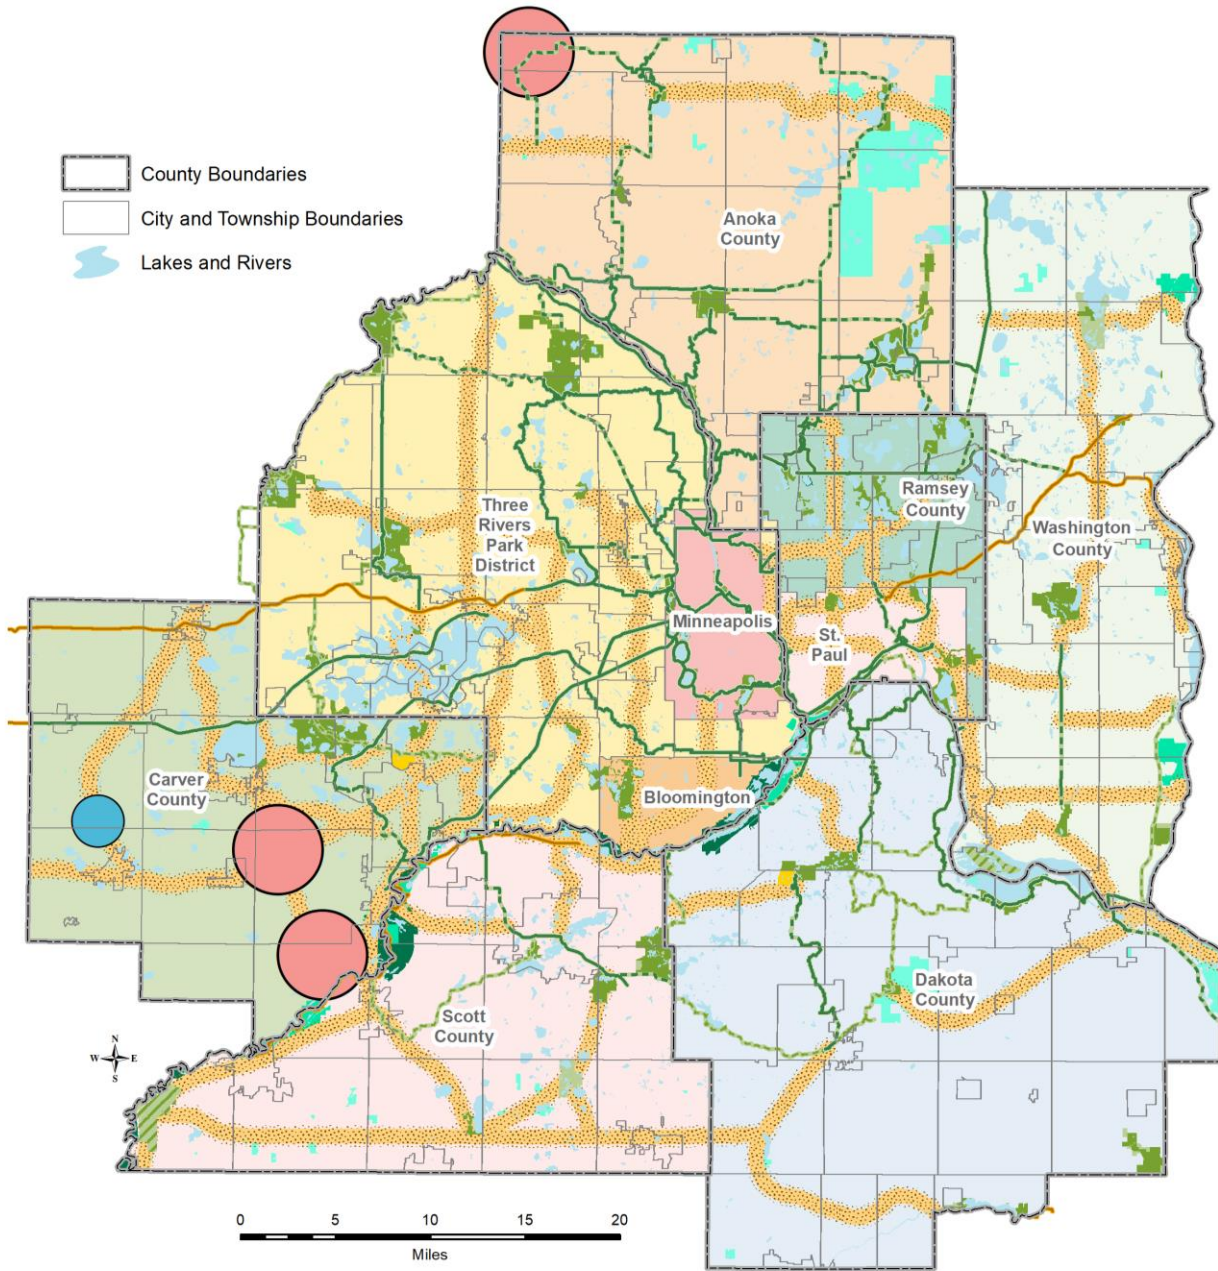 County Boundaries
City and Township Boundaries
Lakes and Rivers
Anoka
County
Three
Rivers
Park
District
Ramsey
County
Washington
County
Minneapolis
St.
Paul
Carver
County
Bloomington
Dakota
County
Scott
County
N
W E
S
0 5 10 15 20
Miles